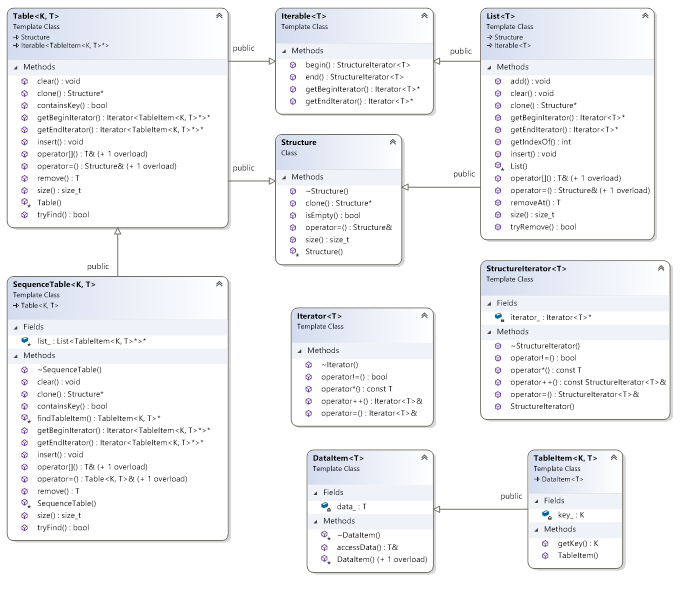 Table<K, T>
Template Class
Structure
Iterable<TableItem<K, T>*>
Methods
clear() : void
clone() : Structure*
containsKey() : bool
getBeginIterator() : Iterator<TableItem<K, T>*>*
getEndIterator() : Iterator<TableItem<K, T>*>*
insert() : void
operator[]() : T& (+ 1 overload)
operator=() : Structure& (+ 1 overload)
remove() : T
size() : size_t
Table()
tryFind() : bool
public
public
public
Iterable<T>
Template Class
Methods
begin() : StructureIterator<T>
end() : StructureIterator<T>
getBeginIterator() : Iterator<T>*
getEndIterator() : Iterator<T>*
public
public
List<T>
Template Class
Structure
Iterable<T>
Methods
add() : void
clear() : void
clone() : Structure*
getBeginIterator() : Iterator<T>*
getEndIterator() : Iterator<T>*
getIndexOf() : int
insert() : void
List()
operator[]() : T& (+ 1 overload)
operator=() : Structure& (+ 1 overload)
removeAt() : T
size() : size_t
tryRemove() : bool
Structure
Class
Methods
~Structure()
clone() : Structure*
isEmpty() : bool
operator=() : Structure&
size() : size_t
Structure()
SequenceTable<K, T>
Template Class
Table<K, T>
Fields
list_ : List<TableItem<K, T>*>*
Methods
~SequenceTable()
clear() : void
clone() : Structure*
containsKey() : bool
findTableItem() : TableItem<K, T>*
getBeginIterator() : Iterator<TableItem<K, T>*>*
getEndIterator() : Iterator<TableItem<K, T>*>*
insert() : void
operator[]() : T& (+ 1 overload)
operator=() : Table<K, T>& (+ 1 overload)
remove() : T
SequenceTable()
size() : size_t
tryFind() : bool
Iterator<T>
Template Class
Methods
~Iterator()
operator!=() : bool
operator*() : const T
operator++() : Iterator<T>&
operator=() : Iterator<T>&
StructureIterator<T>
Template Class
Fields
iterator_ : Iterator<T>*
Methods
~StructureIterator()
operator!=() : bool
operator*() : const T
operator++() : const StructureIterator<T>&
operator=() : StructureIterator<T>&
StructureIterator()
DataItem<T>
Template Class
Fields
data_ : T
Methods
~DataItem()
accessData() : T&
DataItem() (+ 1 overload)
public
TableItem<K, T>
Template Class
DataItem<T>
Fields
key_ : K
Methods
getKey() : K
TableItem()